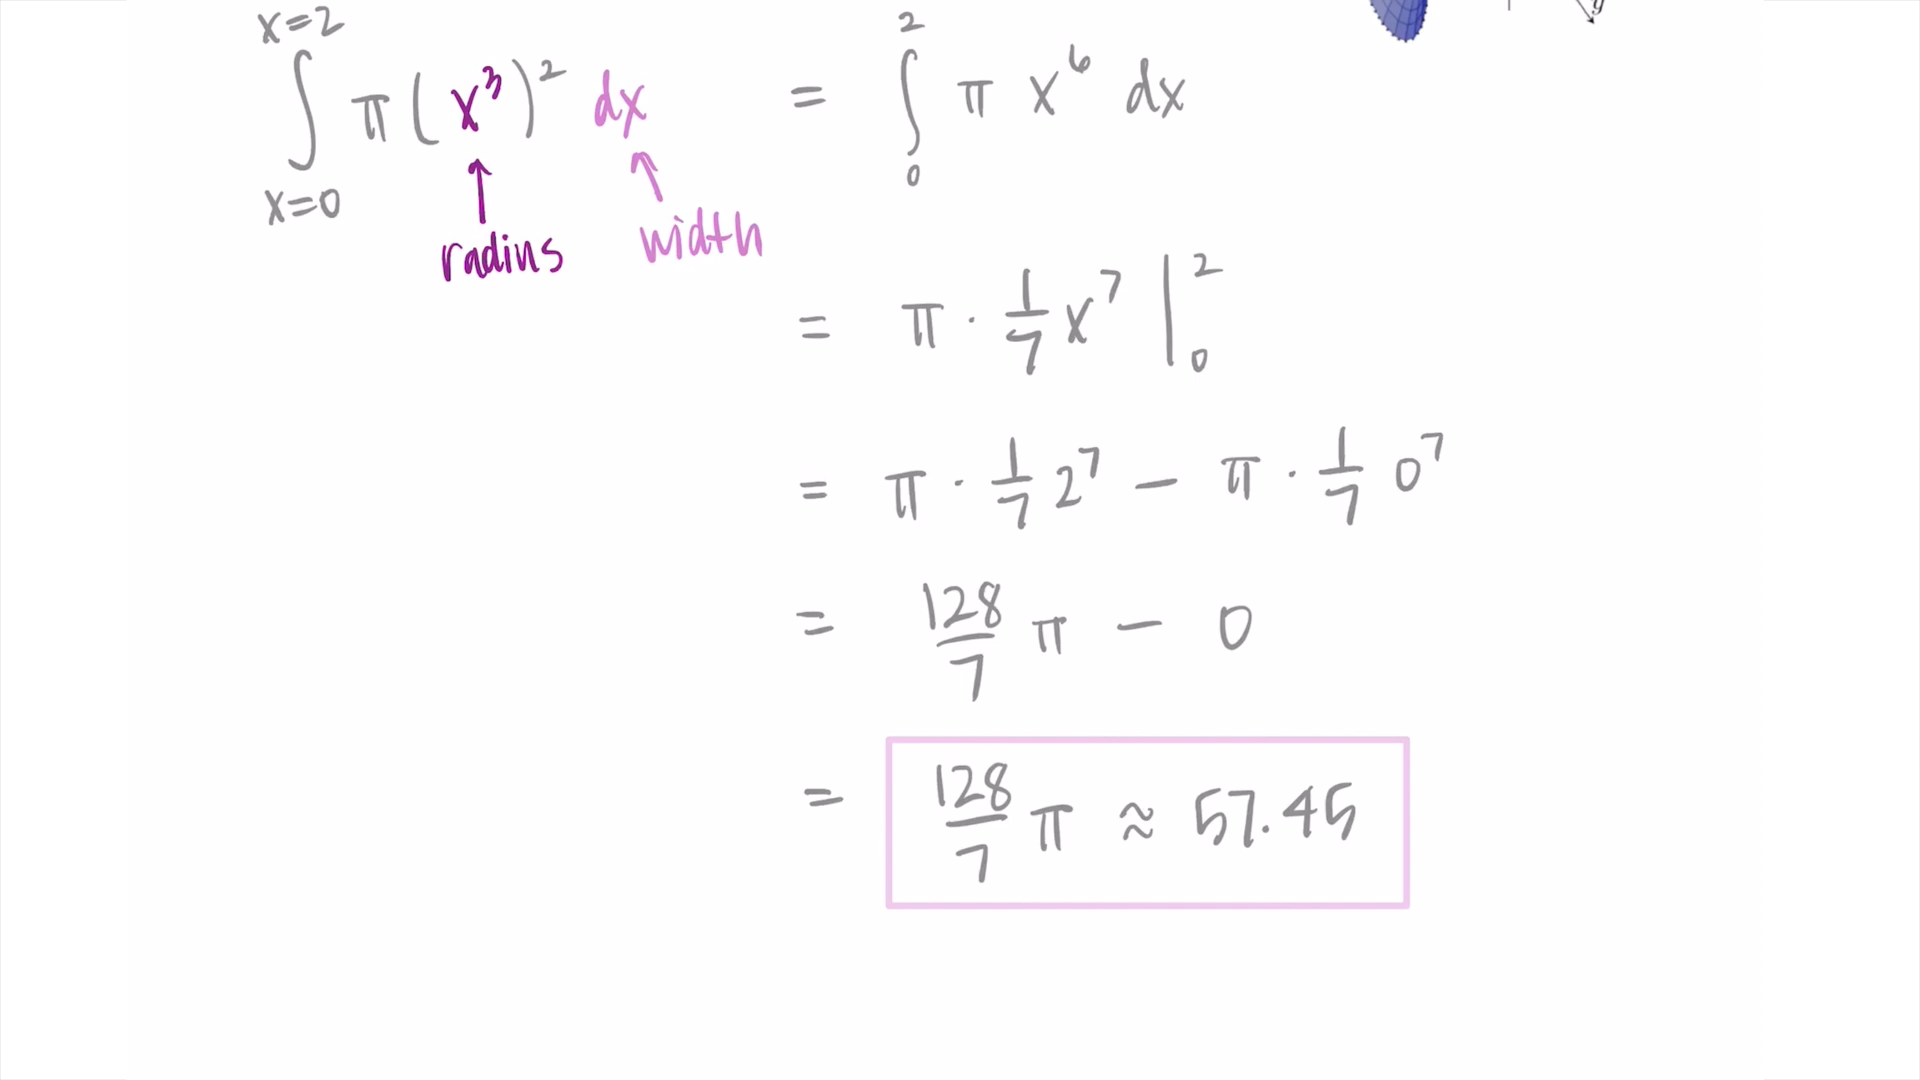 ∫ₓ₌₀ˣ⁼² π(x³)² dx = ∫₀² π x⁶ dx
radius width
= π · 1/7 x⁷ |₀²
= π · 1/7 2⁷ − π · 1/7 0⁷
= 128/7 π − 0
= 128/7 π ≈ 57.45
y